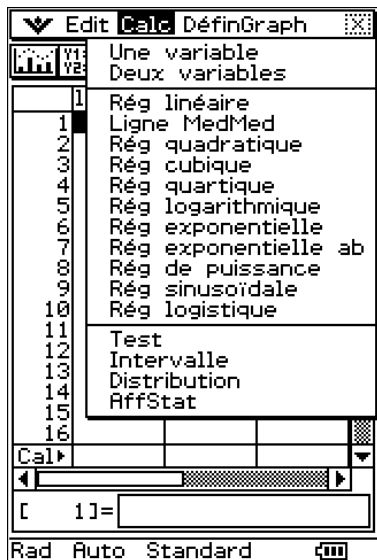 Edit Calc DéfinGraph
Une variable
Deux variables
Rég linéaire
Ligne MedMed
Rég quadratique
Rég cubique
Rég quartique
Rég logarithmique
Rég exponentielle
Rég exponentielle ab
Rég de puissance
Rég sinusoïdale
Rég logistique
Test
Intervalle
Distribution
AffStat
1
2
3
4
5
6
7
8
9
10
11
12
13
14
15
16
Cal
[ 1]=
Rad Auto Standard